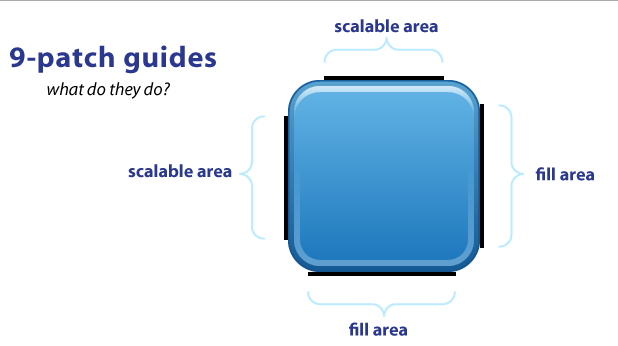 scalable area
9-patch guides
what do they do?
scalable area
fill area
fill area